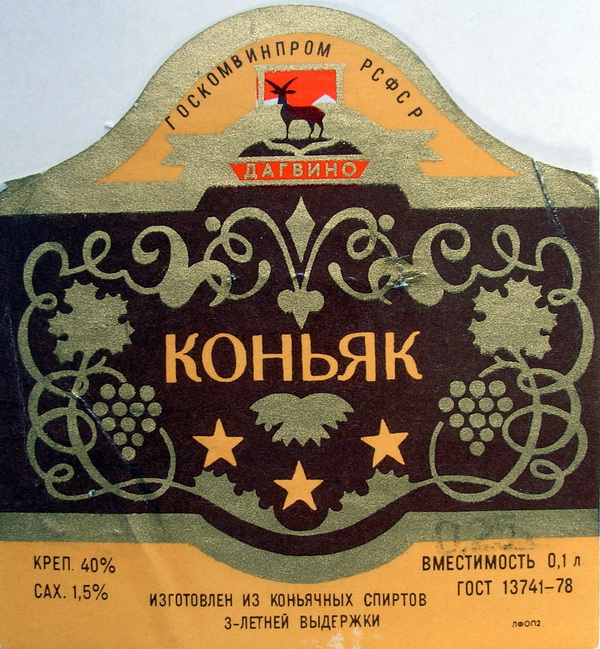 ГОСКОМВИНПРОМ РСФСР
ДАГВИНО
КОНЬЯК
КРЕП. 40%
САХ. 1,5%
ВМЕСТИМОСТЬ 0,1 л
ГОСТ 13741–78
ИЗГОТОВЛЕН ИЗ КОНЬЯЧНЫХ СПИРТОВ
3-ЛЕТНЕЙ ВЫДЕРЖКИ
ЛФОП2